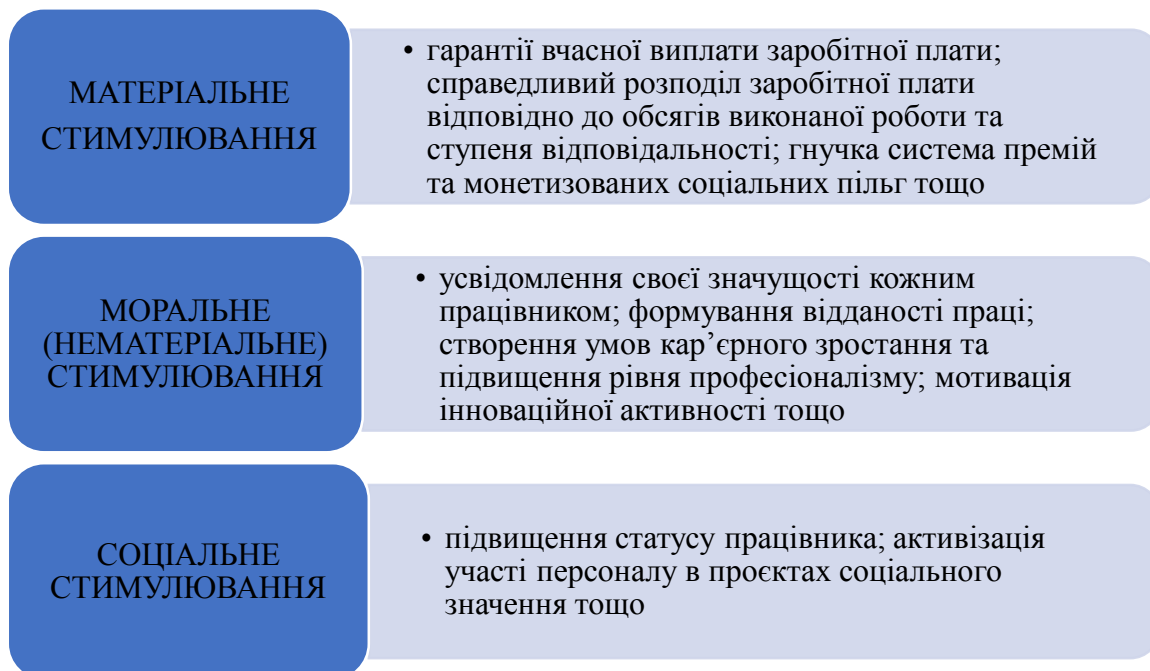 МАТЕРІАЛЬНЕ
СТИМУЛЮВАННЯ
• гарантії вчасної виплати заробітної плати;
справедливий розподіл заробітної плати
відповідно до обсягів виконаної роботи та
ступеня відповідальності; гнучка система премій
та монетизованих соціальних пільг тощо
МОРАЛЬНЕ
(НЕМАТЕРІАЛЬНЕ)
СТИМУЛЮВАННЯ
• усвідомлення своєї значущості кожним
працівником; формування відданості праці;
створення умов кар’єрного зростання та
підвищення рівня професіоналізму; мотивація
інноваційної активності тощо
СОЦІАЛЬНЕ
СТИМУЛЮВАННЯ
• підвищення статусу працівника; активізація
участі персоналу в проєктах соціального
значення тощо